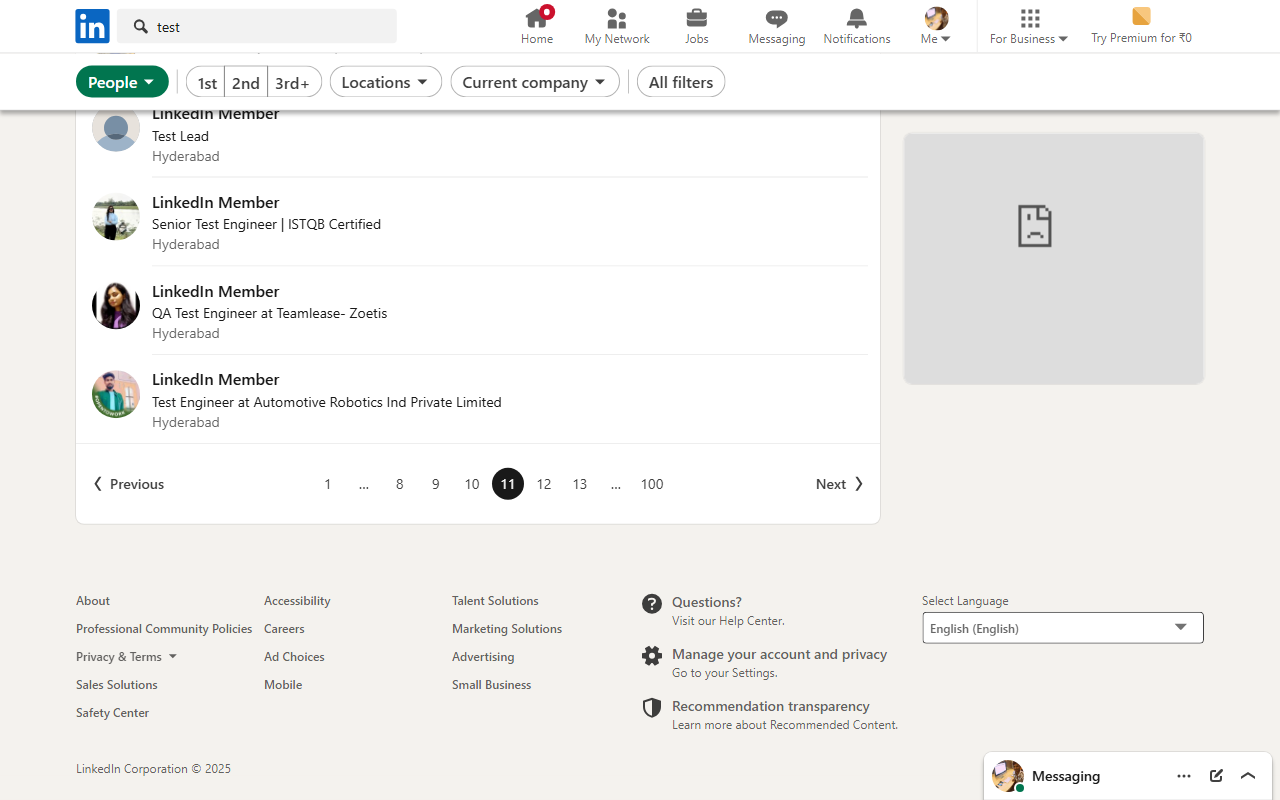 in
test
Home
My Network
Jobs
Messaging
Notifications
Me
For Business
Try Premium for ₹0
People
1st
2nd
3rd+
Locations
Current company
All filters
LinkedIn Member
Test Lead
Hyderabad
LinkedIn Member
Senior Test Engineer | ISTQB Certified
Hyderabad
LinkedIn Member
QA Test Engineer at Teamlease- Zoetis
Hyderabad
LinkedIn Member
Test Engineer at Automotive Robotics Ind Private Limited
Hyderabad
Previous
1 ... 8 9 10 11 12 13 ... 100
Next
About
Accessibility
Talent Solutions
Professional Community Policies
Careers
Marketing Solutions
Privacy & Terms
Ad Choices
Advertising
Sales Solutions
Mobile
Small Business
Safety Center
Questions?
Visit our Help Center.
Manage your account and privacy
Go to your Settings.
Recommendation transparency
Learn more about Recommended Content.
Select Language
English (English)
LinkedIn Corporation © 2025
Messaging